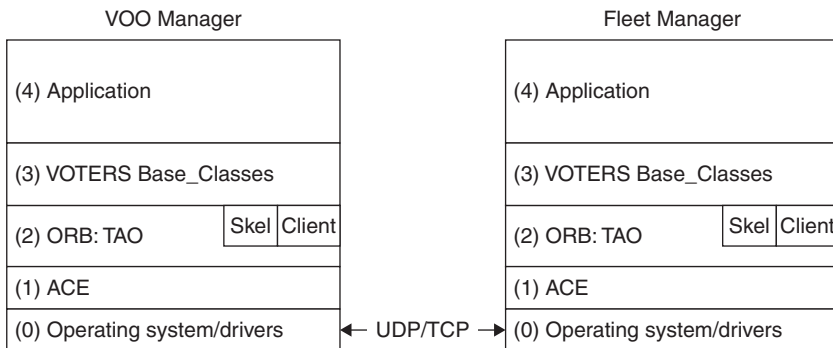 VOO Manager
Fleet Manager
(4) Application
(4) Application
(3) VOTERS Base_Classes
(3) VOTERS Base_Classes
(2) ORB: TAO Skel Client
(2) ORB: TAO Skel Client
(1) ACE
(1) ACE
(0) Operating system/drivers
UDP/TCP
(0) Operating system/drivers